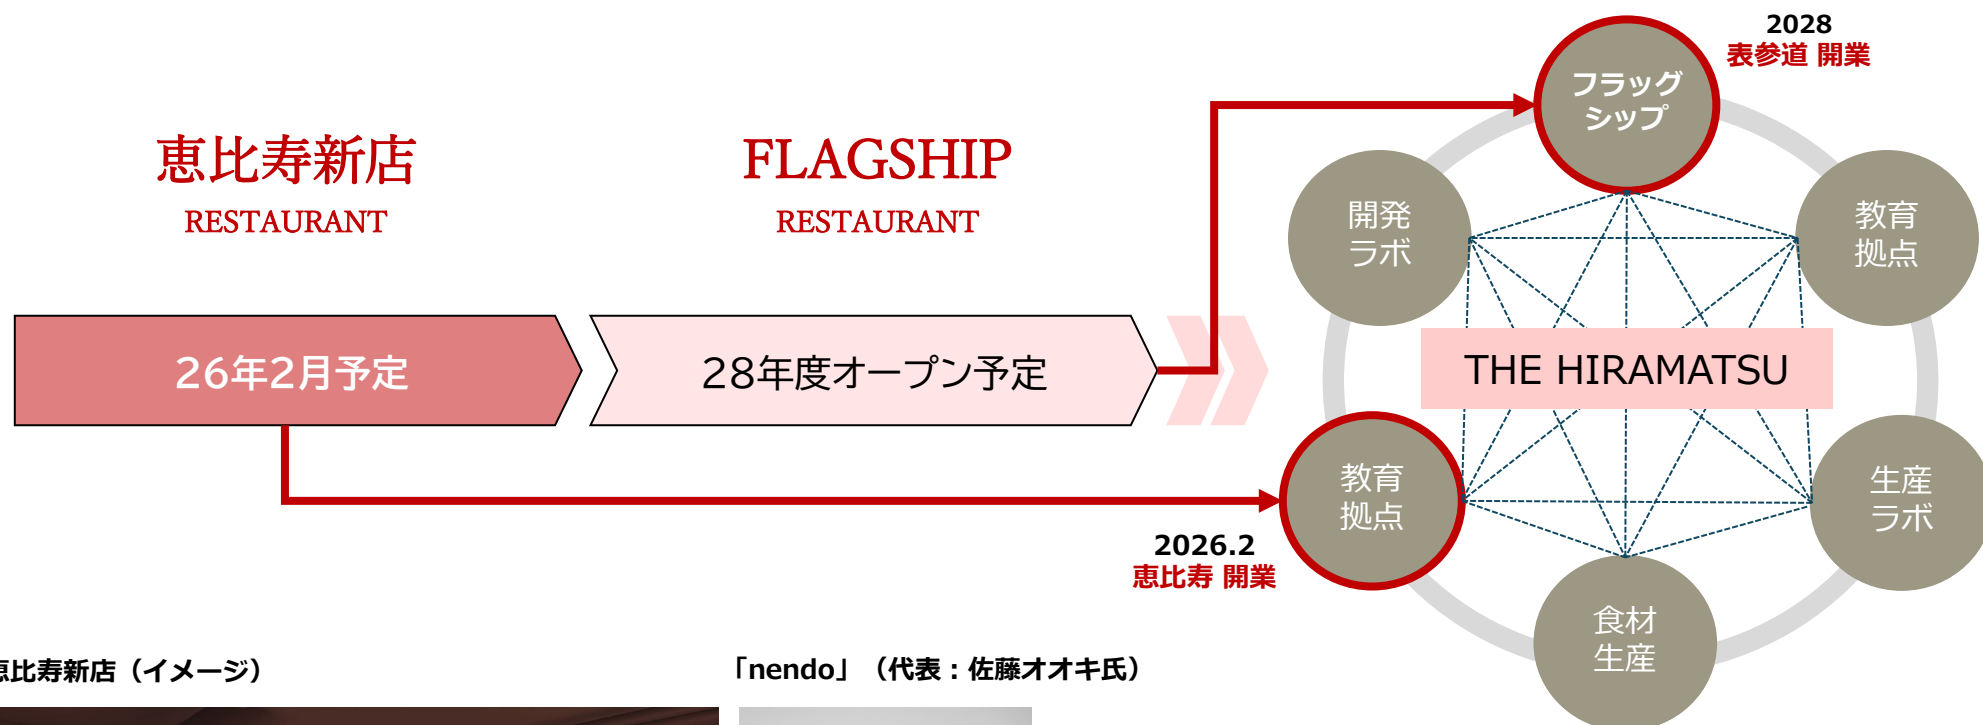 恵比寿新店
RESTAURANT
26年2月予定
FLAGSHIP
RESTAURANT
28年度オープン予定
2028
表参道 開業
フラッグ
シップ
開発
ラボ
教育
拠点
THE HIRAMATSU
教育
拠点
生産
ラボ
食材
生産
2026.2
恵比寿 開業
恵比寿新店（イメージ）
「nendo」（代表：佐藤オオキ氏）